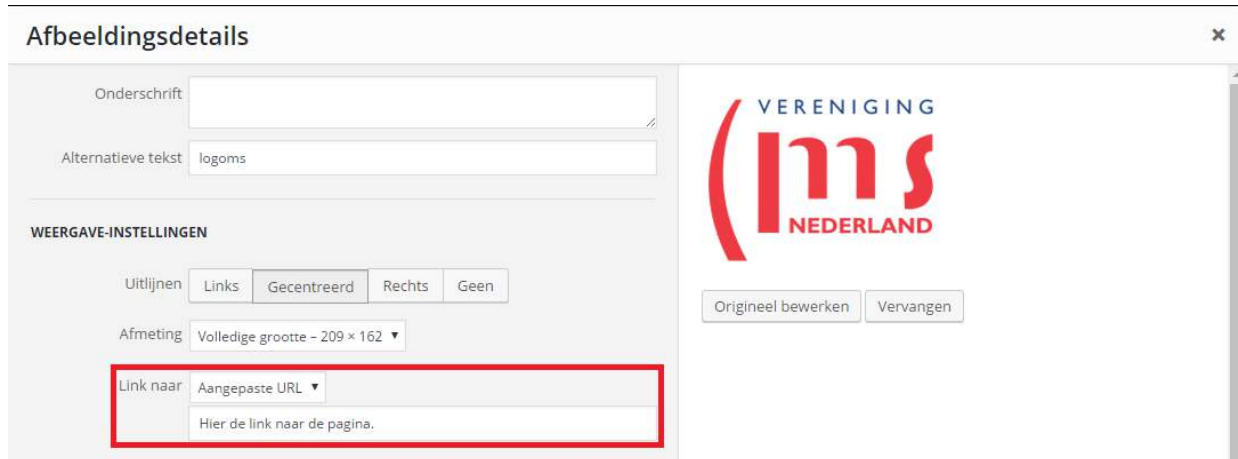 Afbeeldingsdetails
Onderschrift
Alternatieve tekst logoms
WEERGAVE-INSTELLINGEN
Uitlijnen Links Gecentreerd Rechts Geen
Afmeting Volledige grootte – 209 × 162
Link naar Aangepaste URL
Hier de link naar de pagina.
VERENIGING
ms
NEDERLAND
Origineel bewerken Vervangen